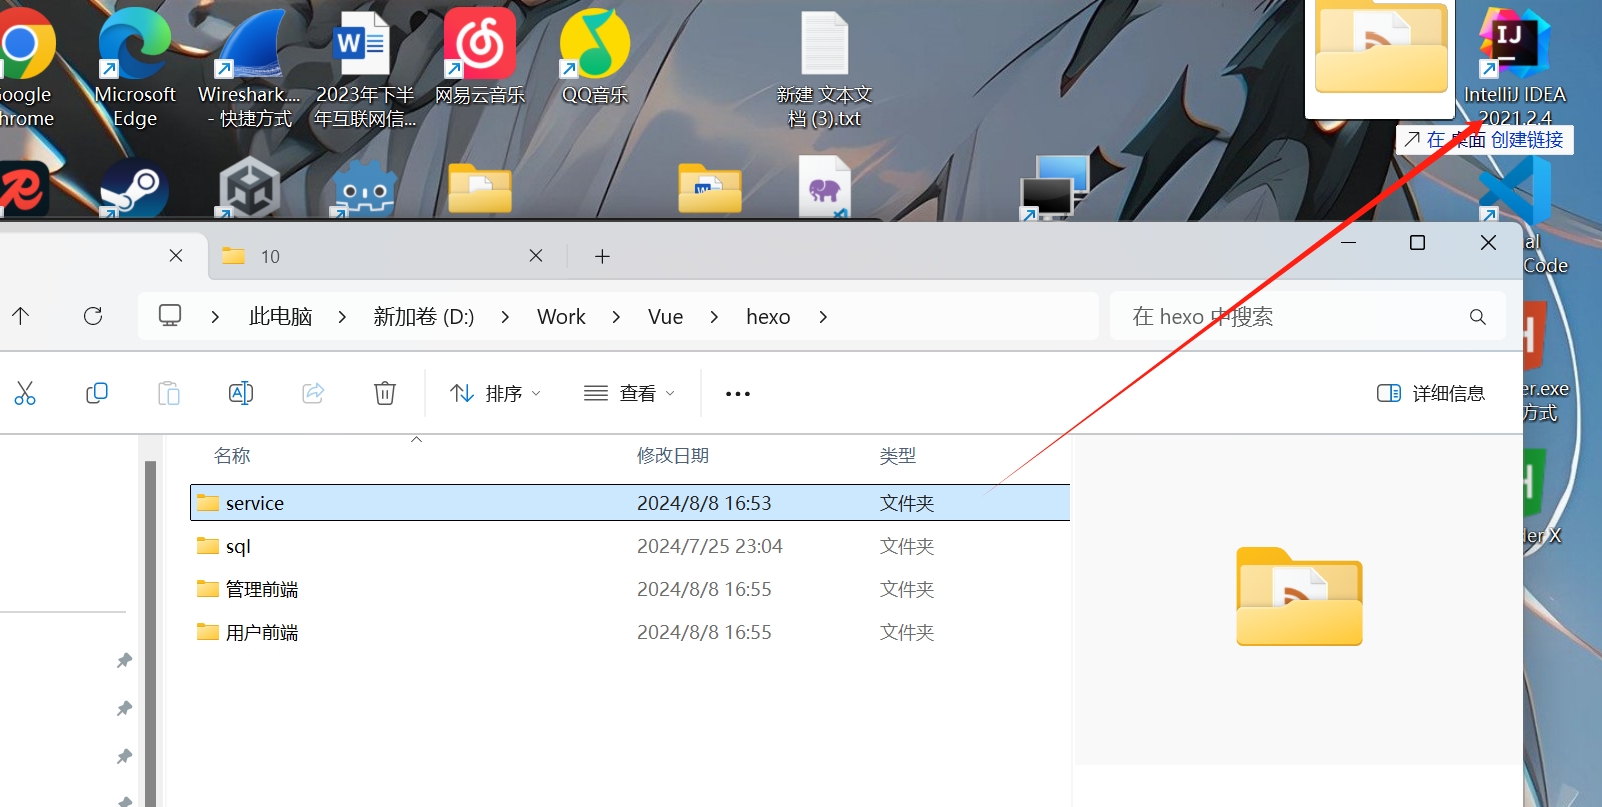 oogle
hrome
Microsoft
Edge
Wireshark....
- 快捷方式
W
2023年下半
年互联网信...
网易云音乐
QQ音乐
新建 文本文
档 (3).txt
IJ
IntelliJ IDEA
2021.2.4
在 桌面 创建链接
al
Code
H
er.exe
方式
H
der X
10
此电脑
新加卷 (D:)
Work
Vue
hexo
在 hexo 中搜索
排序
查看
详细信息
名称 修改日期 类型
service 2024/8/8 16:53 文件夹
sql 2024/7/25 23:04 文件夹
管理前端 2024/8/8 16:55 文件夹
用户前端 2024/8/8 16:55 文件夹